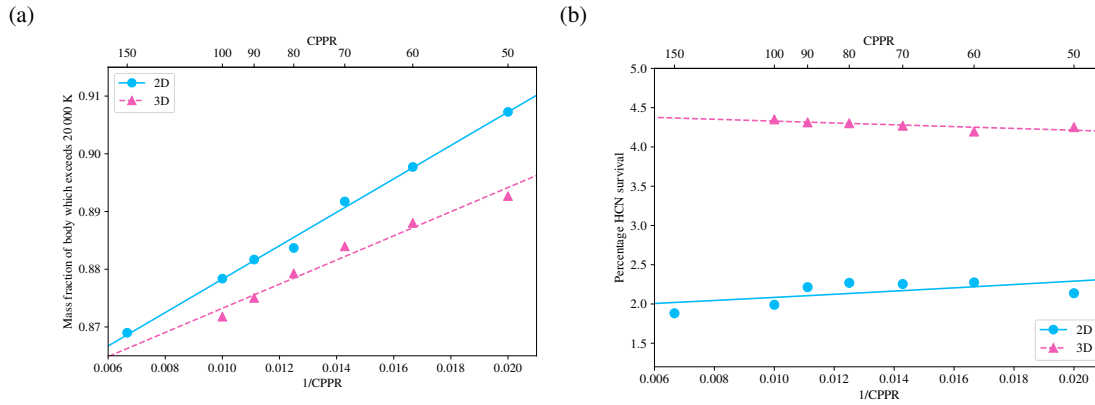 (a)
CPPR
150 100 90 80 70 60 50
2D
3D
Mass fraction of body which exceeds 20 000 K
0.91
0.90
0.89
0.88
0.87
0.006 0.008 0.010 0.012 0.014 0.016 0.018 0.020
1/CPPR
(b)
CPPR
150 100 90 80 70 60 50
Percentage HCN survival
5.0
4.5
4.0
3.5
3.0
2.5
2.0
1.5
2D
3D
0.006 0.008 0.010 0.012 0.014 0.016 0.018 0.020
1/CPPR